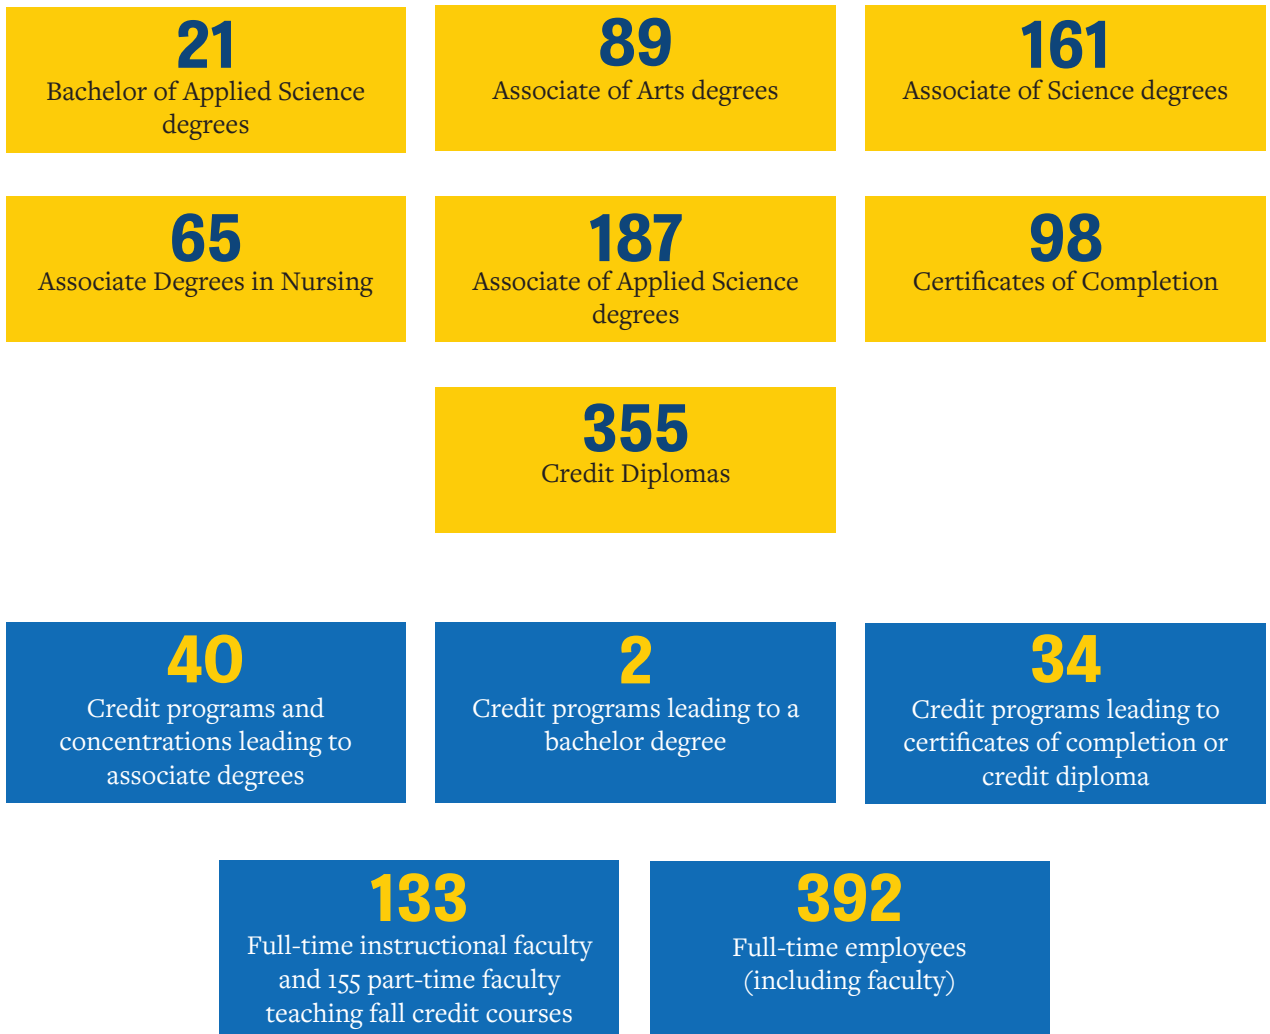 21
Bachelor of Applied Science
degrees
89
Associate of Arts degrees
161
Associate of Science degrees
65
Associate Degrees in Nursing
187
Associate of Applied Science
degrees
98
Certificates of Completion
355
Credit Diplomas
40
Credit programs and
concentrations leading to
associate degrees
2
Credit programs leading to a
bachelor degree
34
Credit programs leading to
certificates of completion or
credit diploma
133
Full-time instructional faculty
and 155 part-time faculty
teaching fall credit courses
392
Full-time employees
(including faculty)